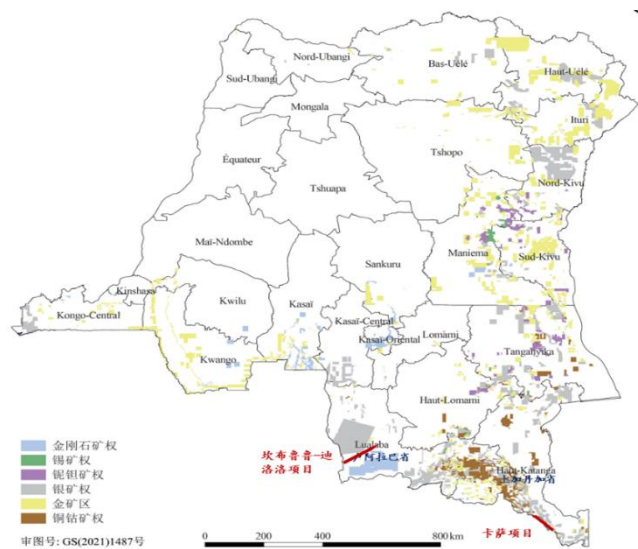 Nord-Ubangi
Bas-Uélé
Haut-Uélé
Sud-Ubangi
Mongala
Ituri
Tshopo
Équateur
Tshuapa
Nord-Kivu
Maï-Ndombe
Sankuru
Maniema
Sud-Kivu
Kinshasa
Kwilu
Kasaï
Kongo-Central
Kasaï-Central
Lomami
Kasaï-Oriental
Tanganyika
Kwango
Haut-Lomami
金刚石矿权
锡矿权
铌钽矿权
银矿权
金矿区
铜钴矿权
坎布鲁鲁—迪
洛洛项目
Lualaba
阿拉巴省
Haut-Katanga
上加丹加省
卡萨项目
审图号: GS(2021)1487号
0 200 400 800 km